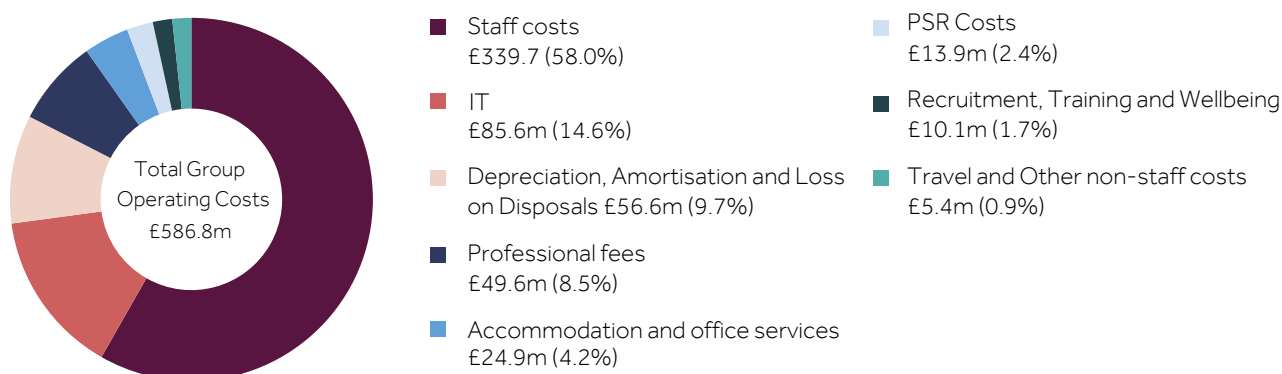 Total Group
Operating Costs
£586.8m
Staff costs
£339.7 (58.0%)
IT
£85.6m (14.6%)
Depreciation, Amortisation and Loss
on Disposals £56.6m (9.7%)
Professional fees
£49.6m (8.5%)
Accommodation and office services
£24.9m (4.2%)
PSR Costs
£13.9m (2.4%)
Recruitment, Training and Wellbeing
£10.1m (1.7%)
Travel and Other non-staff costs
£5.4m (0.9%)